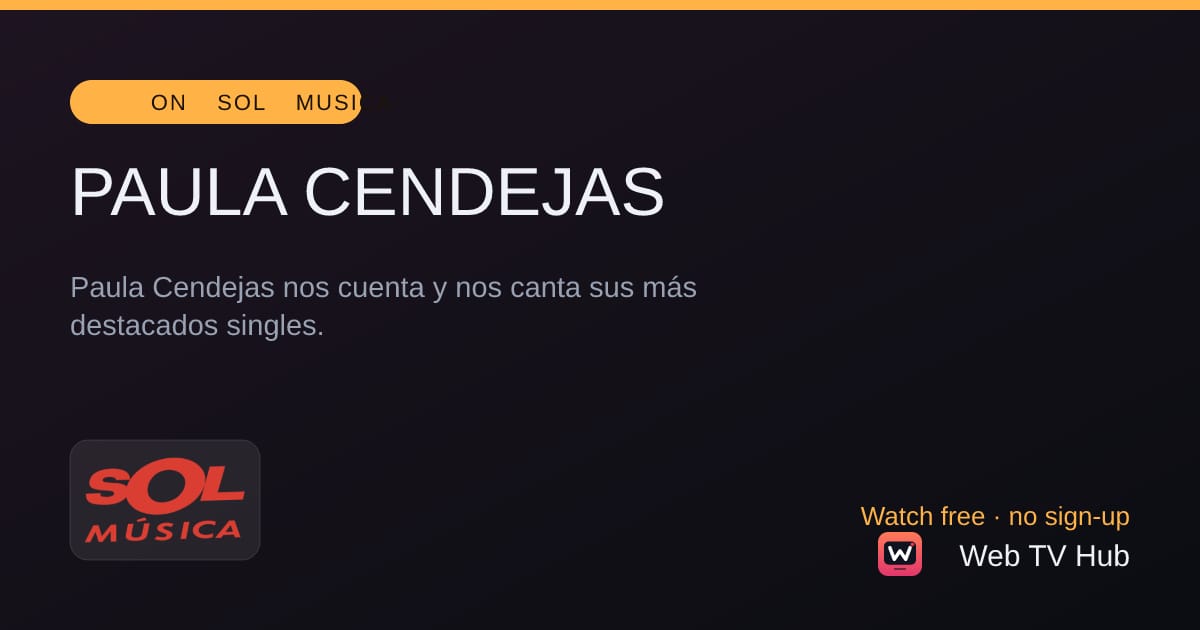 ON SOL MUSICA
PAULA CENDEJAS
Paula Cendejas nos cuenta y nos canta sus más
destacados singles.
SOL
MÚSICA
Watch free · no sign-up
W
Web TV Hub